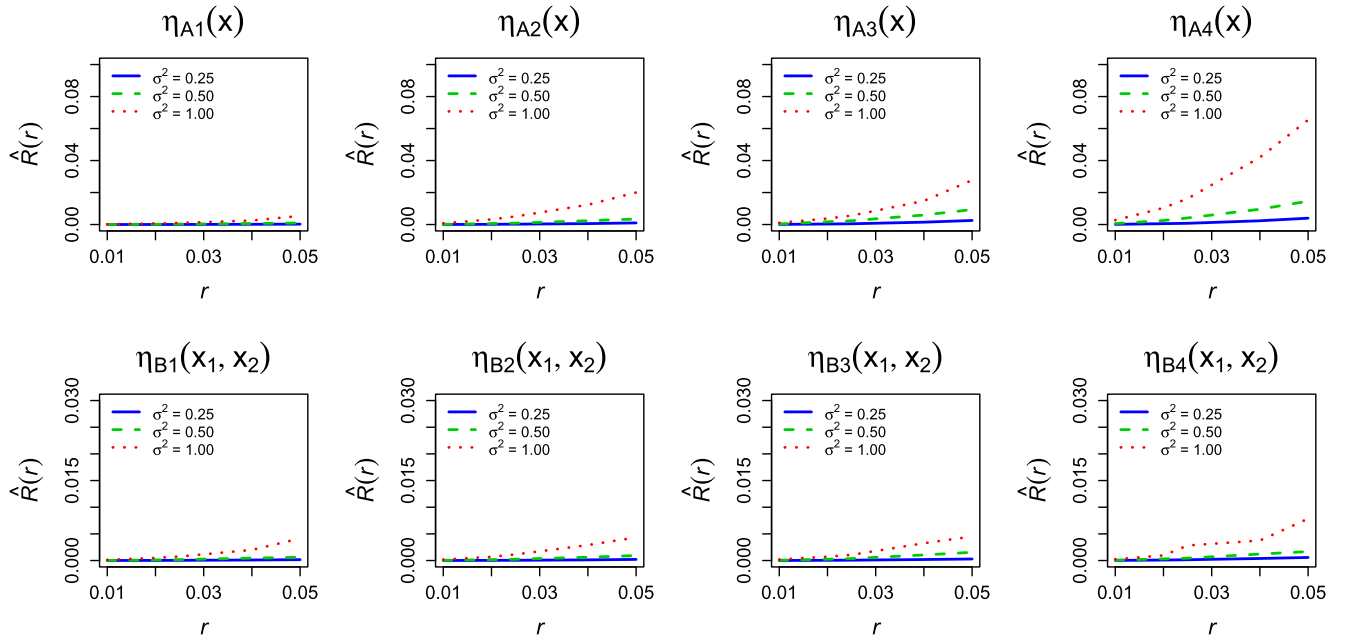 η_A1(x)
σ² = 0.25
σ² = 0.50
σ² = 1.00
0.00 0.04 0.08
R̂(r)
0.01 0.03 0.05
r
η_A2(x)
σ² = 0.25
σ² = 0.50
σ² = 1.00
0.00 0.04 0.08
R̂(r)
0.01 0.03 0.05
r
η_A3(x)
σ² = 0.25
σ² = 0.50
σ² = 1.00
0.00 0.04 0.08
R̂(r)
0.01 0.03 0.05
r
η_A4(x)
σ² = 0.25
σ² = 0.50
σ² = 1.00
0.00 0.04 0.08
R̂(r)
0.01 0.03 0.05
r
η_B1(x₁, x₂)
σ² = 0.25
σ² = 0.50
σ² = 1.00
0.000 0.015 0.030
R̂(r)
0.01 0.03 0.05
r
η_B2(x₁, x₂)
σ² = 0.25
σ² = 0.50
σ² = 1.00
0.000 0.015 0.030
R̂(r)
0.01 0.03 0.05
r
η_B3(x₁, x₂)
σ² = 0.25
σ² = 0.50
σ² = 1.00
0.000 0.015 0.030
R̂(r)
0.01 0.03 0.05
r
η_B4(x₁, x₂)
σ² = 0.25
σ² = 0.50
σ² = 1.00
0.000 0.015 0.030
R̂(r)
0.01 0.03 0.05
r